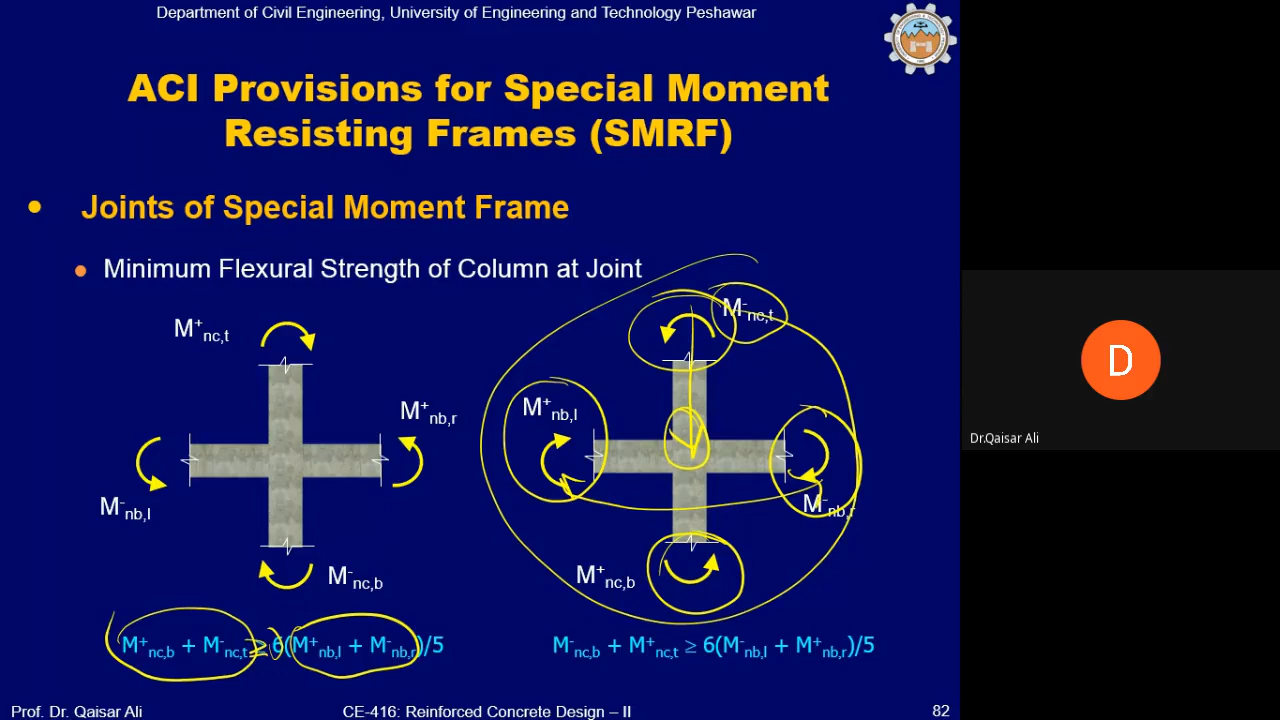 Department of Civil Engineering, University of Engineering and Technology Peshawar
ACI Provisions for Special Moment
Resisting Frames (SMRF)
• Joints of Special Moment Frame
• Minimum Flexural Strength of Column at Joint
M⁺nc,t
M⁺nb,r
M⁻nb,l
M⁻nc,b
M⁻nc,t
M⁺nb,l
M⁻nb,r
M⁺nc,b
M⁺nc,b + M⁻nc,t ≥ 6(M⁺nb,l + M⁻nb,r)/5
M⁻nc,b + M⁺nc,t ≥ 6(M⁻nb,l + M⁺nb,r)/5
D
Dr.Qaisar Ali
Prof. Dr. Qaisar Ali
CE-416: Reinforced Concrete Design – II
82